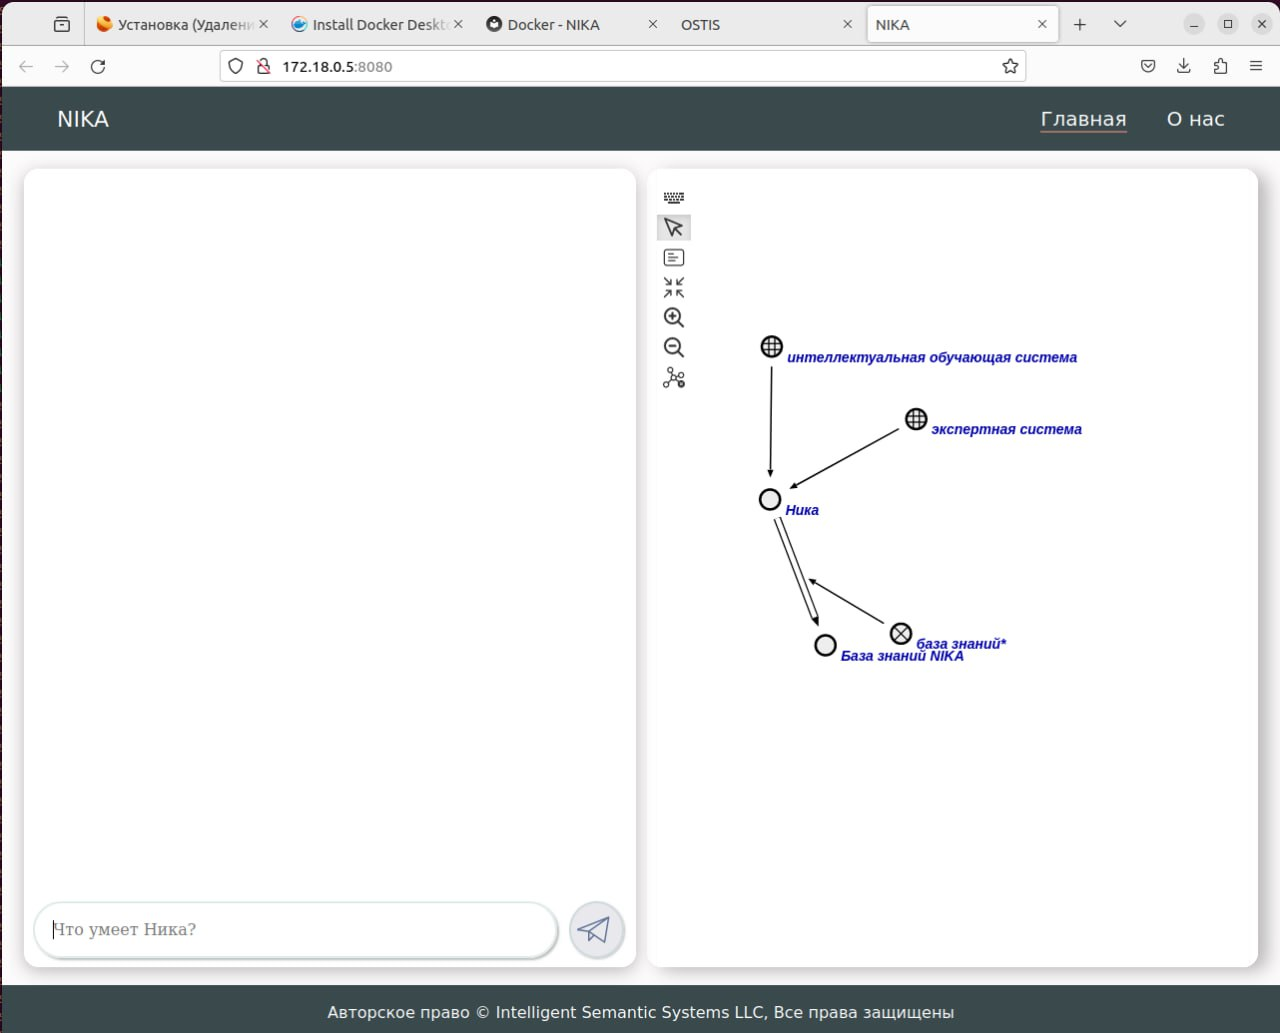 Установка (Удалени
Install Docker Deskt
Docker - NIKA
OSTIS
NIKA
172.18.0.5:8080
NIKA
Главная
О нас
интеллектуальная обучающая система
экспертная система
Ника
база знаний*
База знаний NIKA
Что умеет Ника?
Авторское право © Intelligent Semantic Systems LLC, Все права защищены